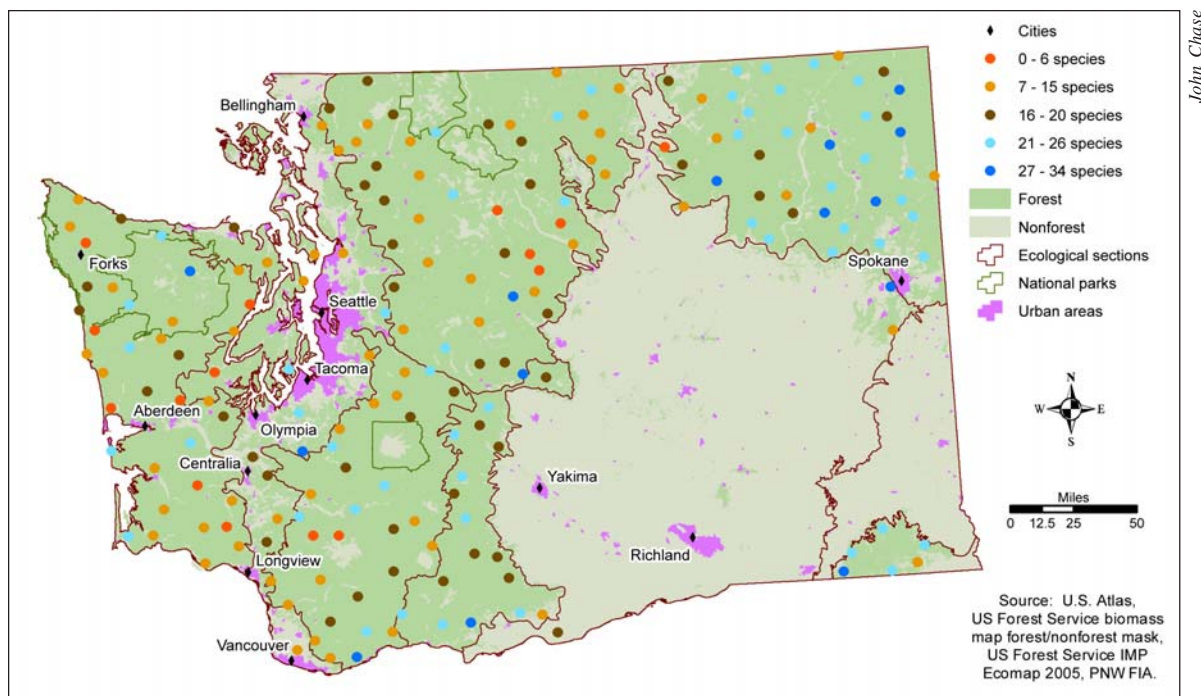 John Chase
Cities
0 - 6 species
7 - 15 species
16 - 20 species
21 - 26 species
27 - 34 species
Forest
Nonforest
Ecological sections
National parks
Urban areas
Bellingham
Forks
Seattle
Spokane
Tacoma
Aberdeen
Olympia
Centralia
Yakima
Longview
Richland
Vancouver
N
W E
S
Miles
0 12.5 25 50
Source: U.S. Atlas,
US Forest Service biomass
map forest/nonforest mask,
US Forest Service IMP
Ecomap 2005, PNW FIA.